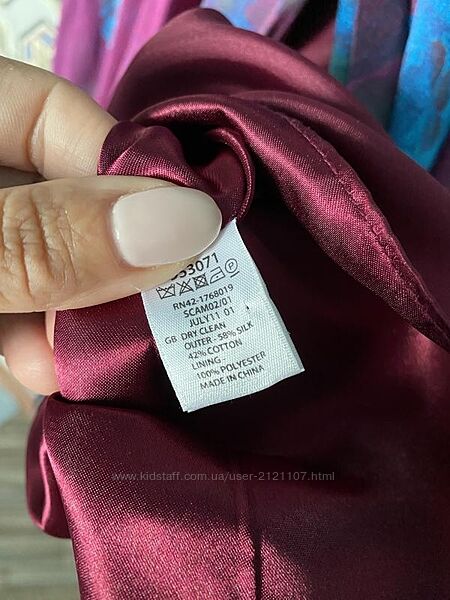 53071
RN42-1768019
SCAM02/01
JULY11 01
GB DRY CLEAN
OUTER - 58% SILK
42% COTTON
LINING -
100% POLYESTER
MADE IN CHINA
www.kidstaff.com.ua/user-2121107.html